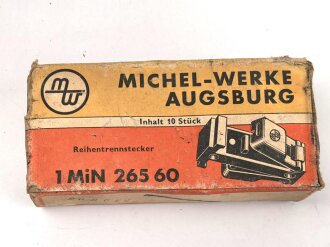 mw
MICHEL-WERKE
AUGSBURG
Inhalt 10 Stück
Reihentrennstecker
1 MiN 265 60